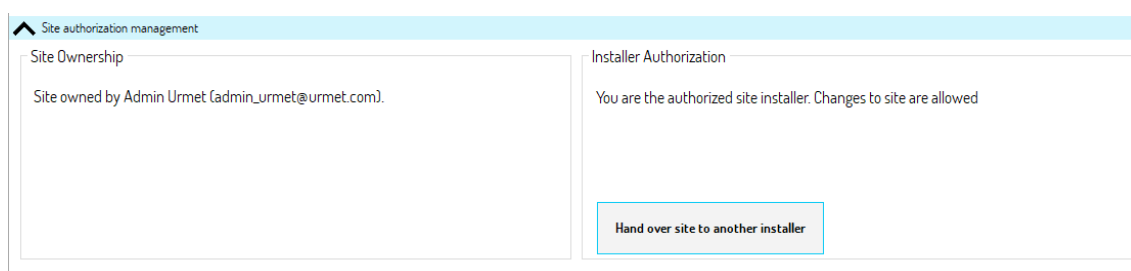 Site authorization management
Site Ownership
Site owned by Admin Urmet (admin_urmet@urmet.com).
Installer Authorization
You are the authorized site installer. Changes to site are allowed
Hand over site to another installer